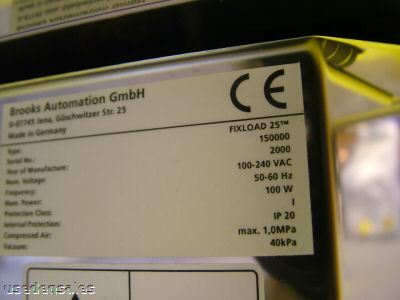 Brooks Automation GmbH
D-07745 Jena, Göschwitzer Str. 25
Made in Germany
CE
Type: FIXLOAD 25™
Serial No.: 150000
Year of Manufacture: 2000
Nom. Voltage: 100-240 VAC
Frequency: 50-60 Hz
Nom. Power: 100 W
Protection Class: I
Internal Protection: IP 20
Compressed Air: max. 1,0MPa
Vacuum: 40kPa
usedensales